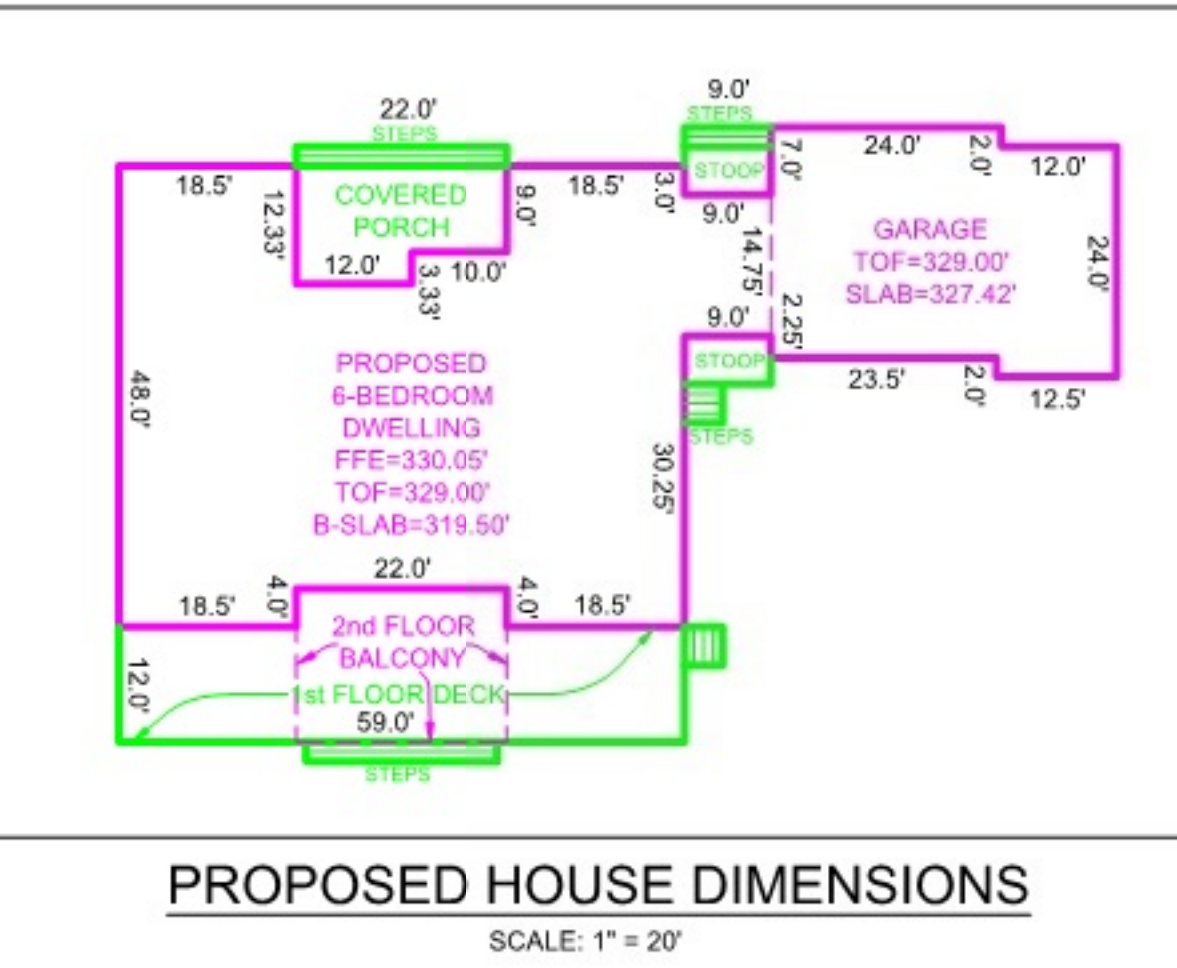 9.0'
STEPS
22.0'
STEPS
24.0'
2.0'
12.0'
7.0'
STOOP
18.5'
COVERED
PORCH
12.33'
9.0'
18.5'
3.0'
9.0'
12.0'
3.33'
10.0'
14.75'
GARAGE
TOF=329.00'
SLAB=327.42'
24.0'
9.0'
2.25'
STOOP
23.5'
2.0'
12.5'
STEPS
48.0'
PROPOSED
6-BEDROOM
DWELLING
FFE=330.05'
TOF=329.00'
B-SLAB=319.50'
30.25'
22.0'
18.5'
4.0'
4.0'
18.5'
2nd FLOOR
BALCONY
12.0'
1st FLOOR DECK
59.0'
STEPS
PROPOSED HOUSE DIMENSIONS
SCALE: 1" = 20'